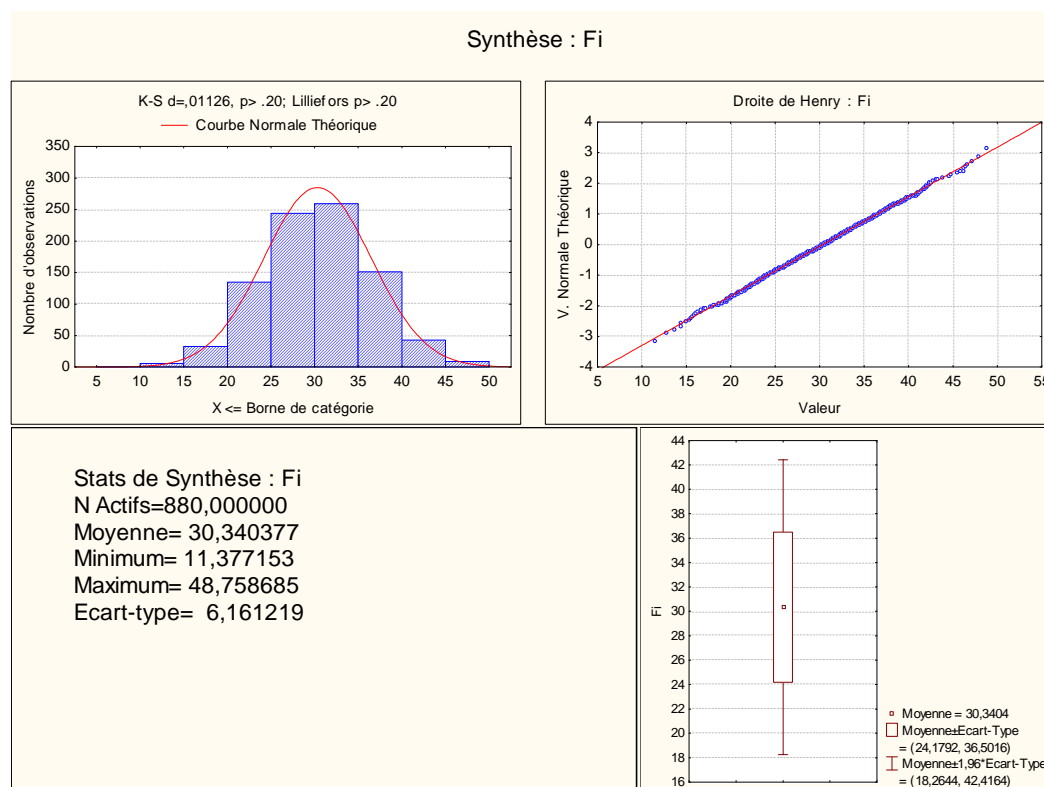 Synthèse : Fi
K-S d=,01126, p> .20; Lilliefors p> .20
Courbe Normale Théorique
350
300
250
200
150
100
50
0
Nombre d'observations
5 10 15 20 25 30 35 40 45 50
X <= Borne de catégorie
Droite de Henry : Fi
4
3
2
1
0
-1
-2
-3
-4
V. Normale Théorique
5 10 15 20 25 30 35 40 45 50 55
Valeur
Stats de Synthèse : Fi
N Actifs=880,000000
Moyenne= 30,340377
Minimum= 11,377153
Maximum= 48,758685
Ecart-type= 6,161219
44
42
40
38
36
34
32
30
28
26
24
22
20
18
16
Fi
Moyenne = 30,3404
Moyenne±Ecart-Type
= (24,1792, 36,5016)
Moyenne±1,96*Ecart-Type
= (18,2644, 42,4164)